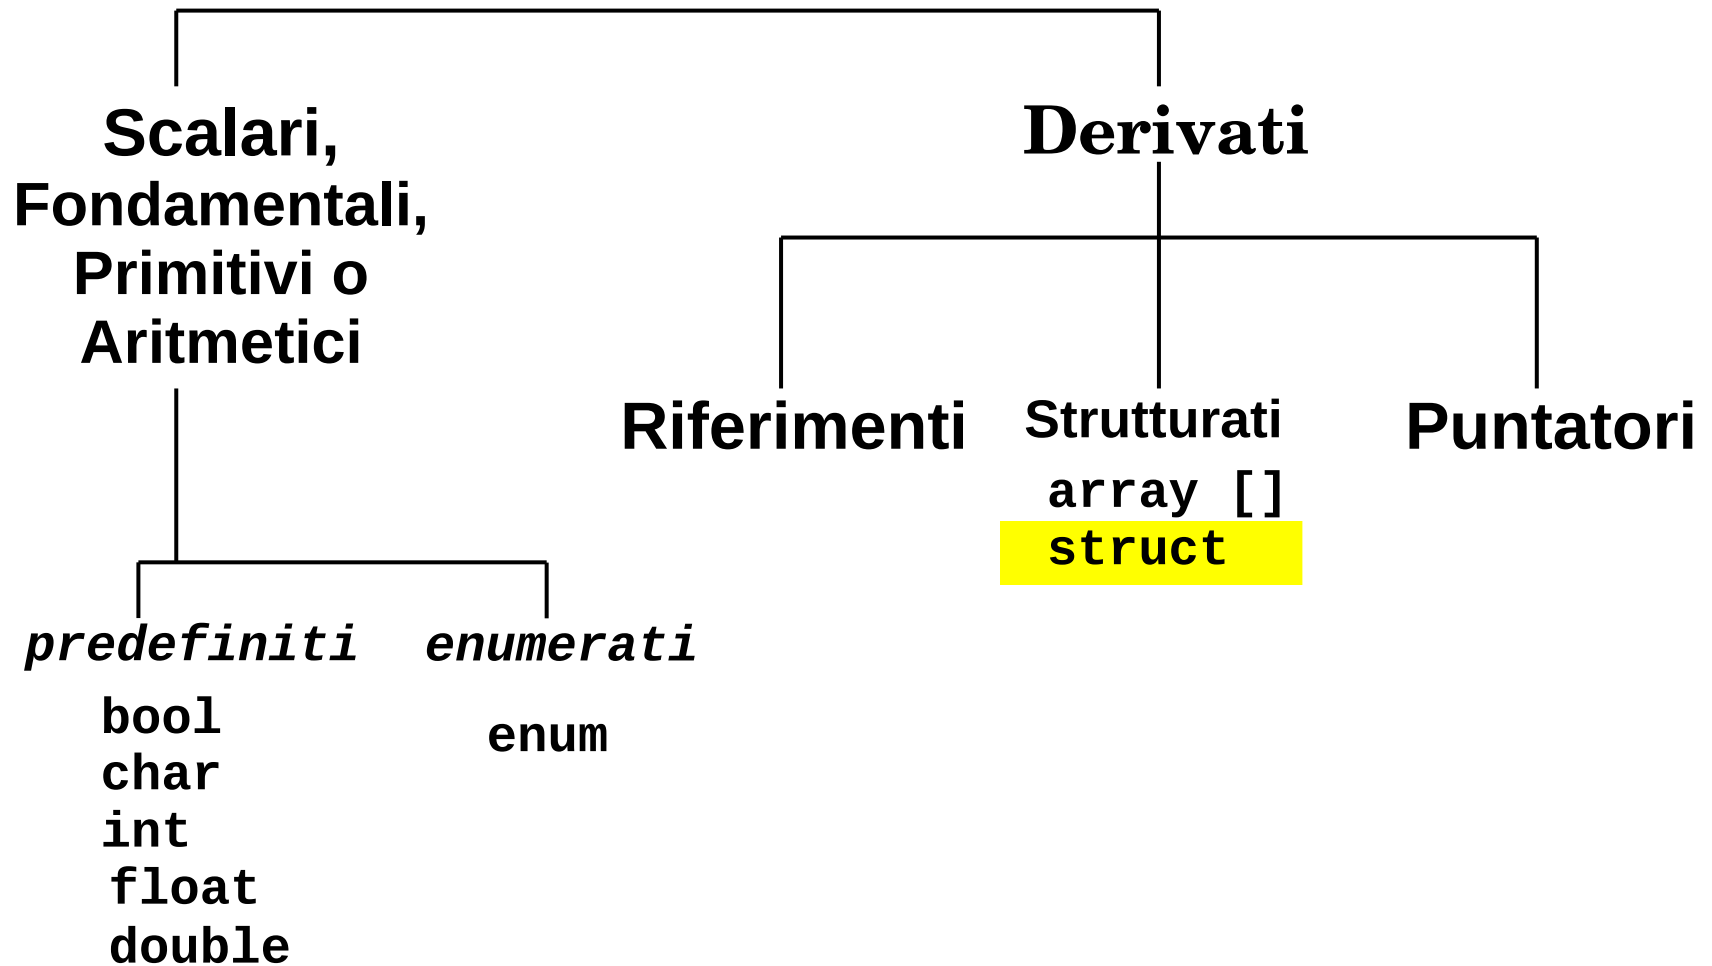 Scalari,
Fondamentali,
Primitivi o
Aritmetici
Derivati
Riferimenti
Strutturati
array []
struct
Puntatori
predefiniti
bool
char
int
float
double
enumerati
enum